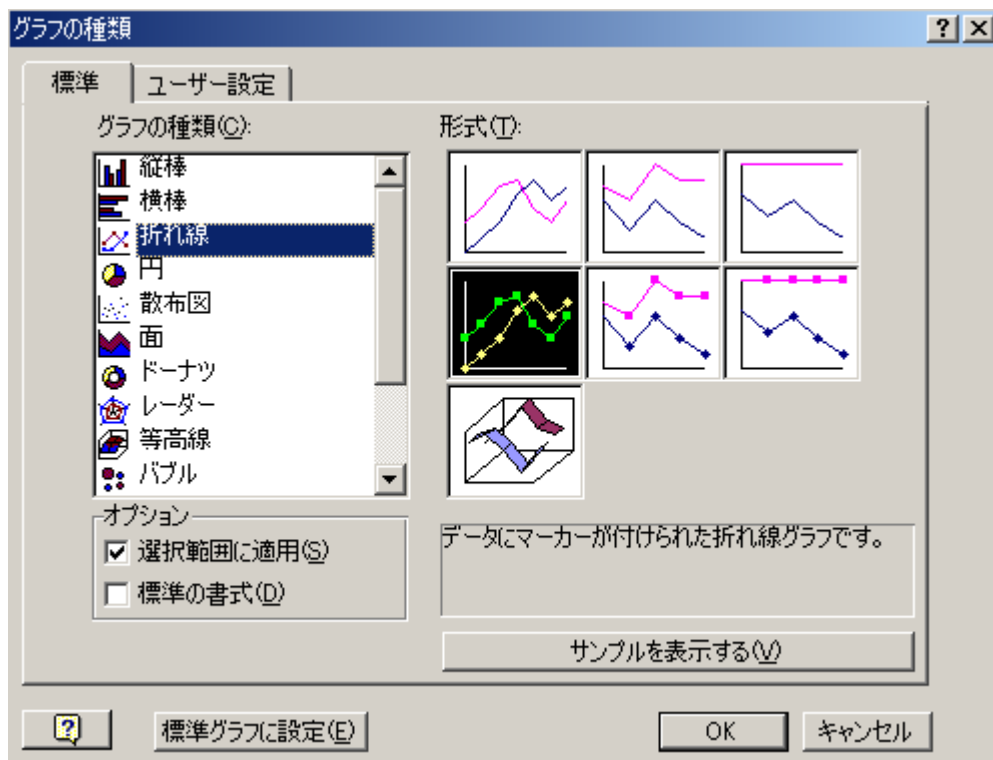 グラフの種類
標準
ユーザー設定
グラフの種類(C):
縦棒
横棒
折れ線
円
散布図
面
ドーナツ
レーダー
等高線
バブル
形式(T):
オプション
選択範囲に適用(S)
標準の書式(D)
データにマーカーが付けられた折れ線グラフです。
サンプルを表示する(V)
標準グラフに設定(E)
OK
キャンセル